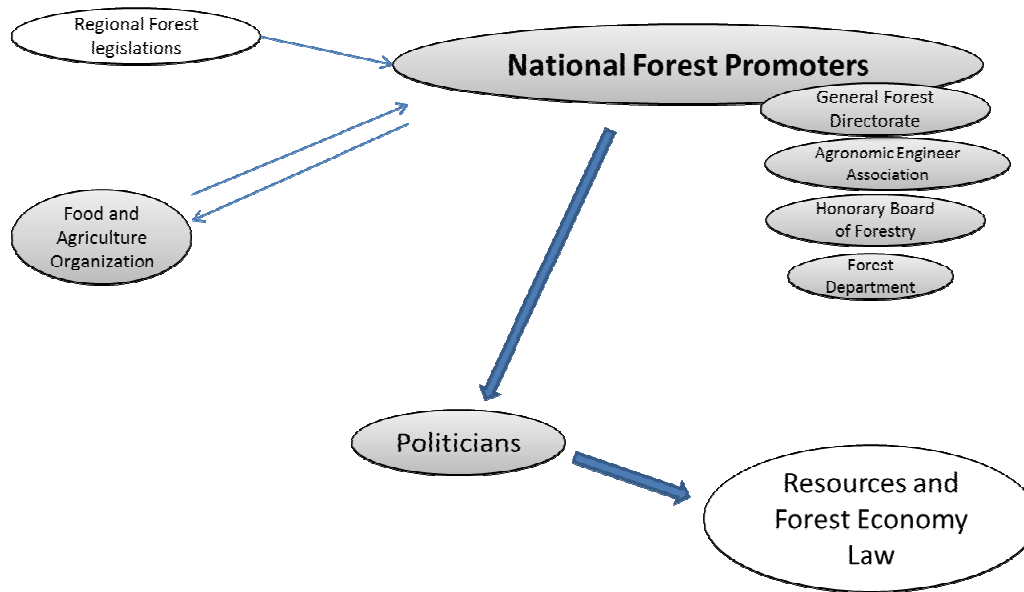 Regional Forest
legislations
National Forest Promoters
General Forest
Directorate
Agronomic Engineer
Association
Honorary Board
of Forestry
Forest
Department
Food and
Agriculture
Organization
Politicians
Resources and
Forest Economy
Law